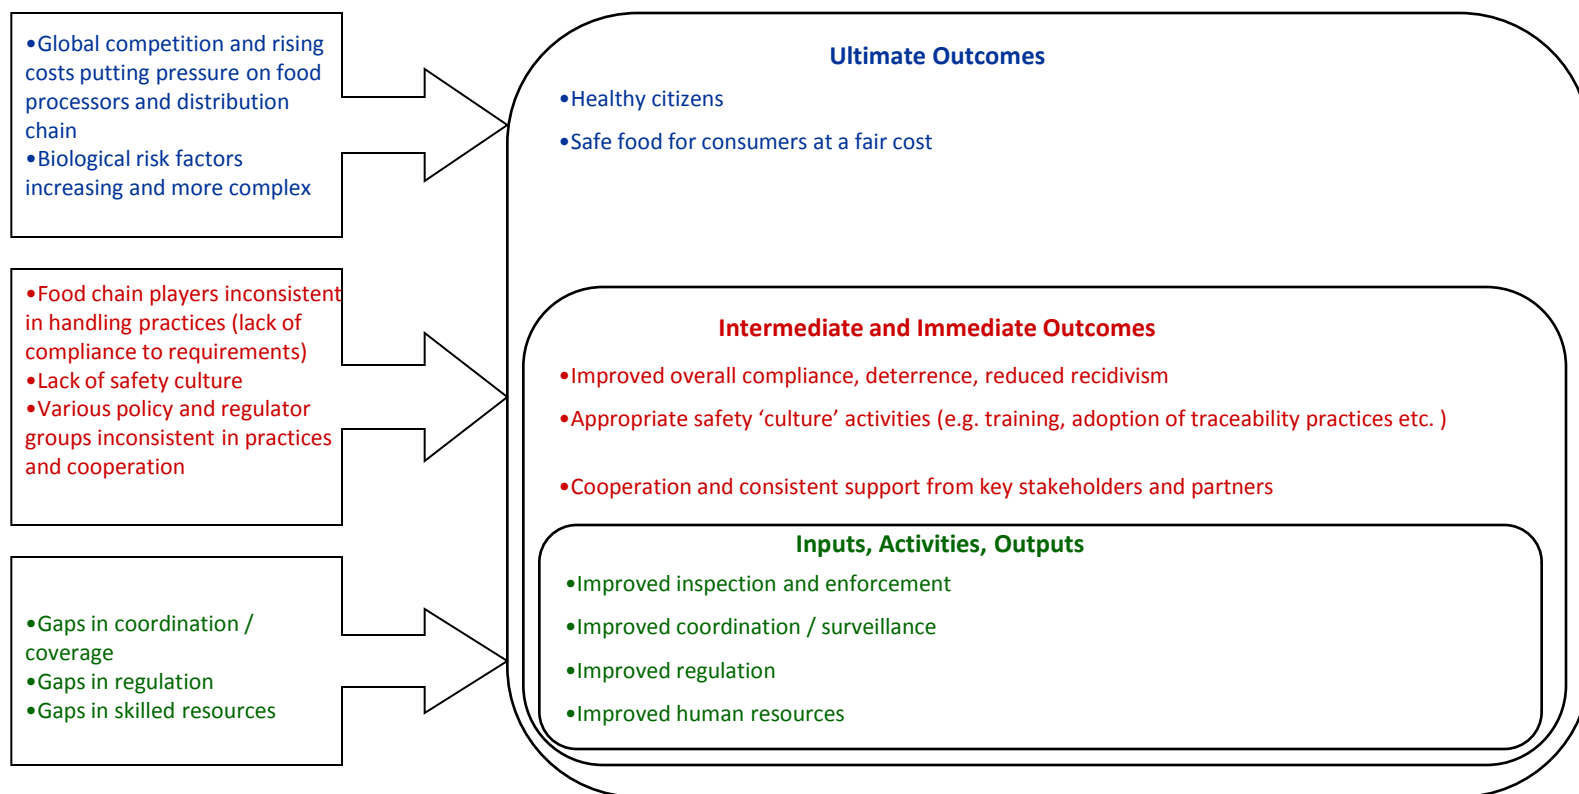 •Global competition and rising
costs putting pressure on food
processors and distribution
chain
•Biological risk factors
increasing and more complex
Ultimate Outcomes
•Healthy citizens
•Safe food for consumers at a fair cost
•Food chain players inconsistent
in handling practices (lack of
compliance to requirements)
•Lack of safety culture
•Various policy and regulator
groups inconsistent in practices
and cooperation
Intermediate and Immediate Outcomes
•Improved overall compliance, deterrence, reduced recidivism
•Appropriate safety ‘culture’ activities (e.g. training, adoption of traceability practices etc. )
•Cooperation and consistent support from key stakeholders and partners
•Gaps in coordination /
coverage
•Gaps in regulation
•Gaps in skilled resources
Inputs, Activities, Outputs
•Improved inspection and enforcement
•Improved coordination / surveillance
•Improved regulation
•Improved human resources